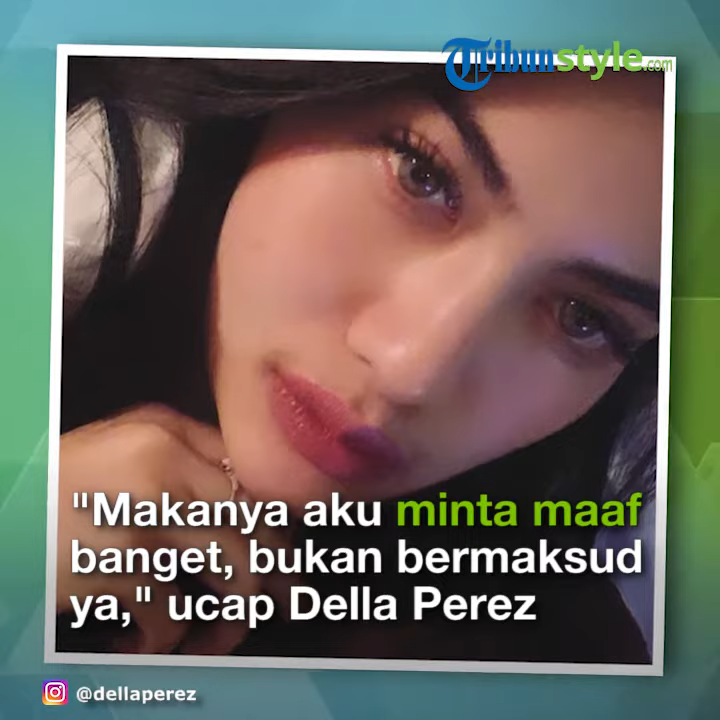 Tribunstyle.com
"Makanya aku minta maaf
banget, bukan bermaksud
ya," ucap Della Perez
@dellaperez